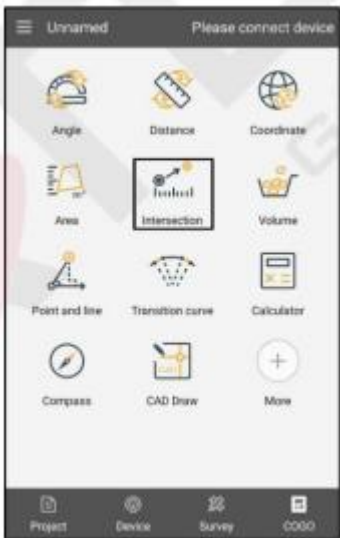 Unnamed Please connect device
Angle Distance Coordinate
Area Intersection Volume
Point and line Transition curve Calculator
Compass CAD Draw More
Project Device Survey COGO